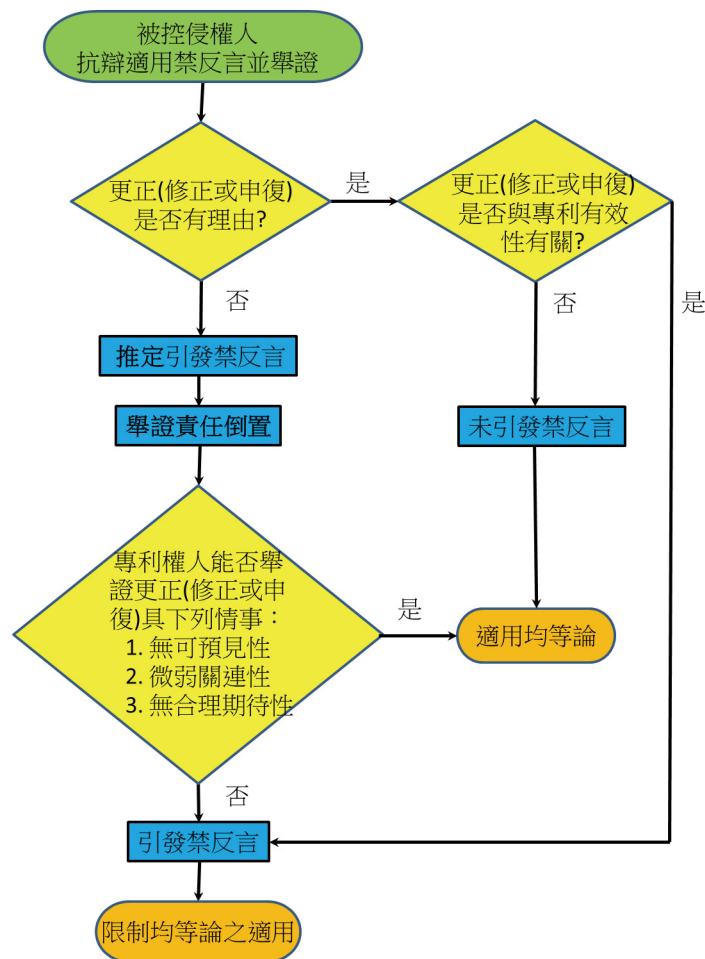 被控侵權人
抗辯適用禁反言並舉證
更正(修正或申復)
是否有理由?
是
更正(修正或申復)
是否與專利有效
性有關?
否
否
是
推定引發禁反言
舉證責任倒置
未引發禁反言
專利權人能否舉
證更正(修正或申
復)具下列情事：
1. 無可預見性
2. 微弱關連性
3. 無合理期待性
是
適用均等論
否
引發禁反言
限制均等論之適用